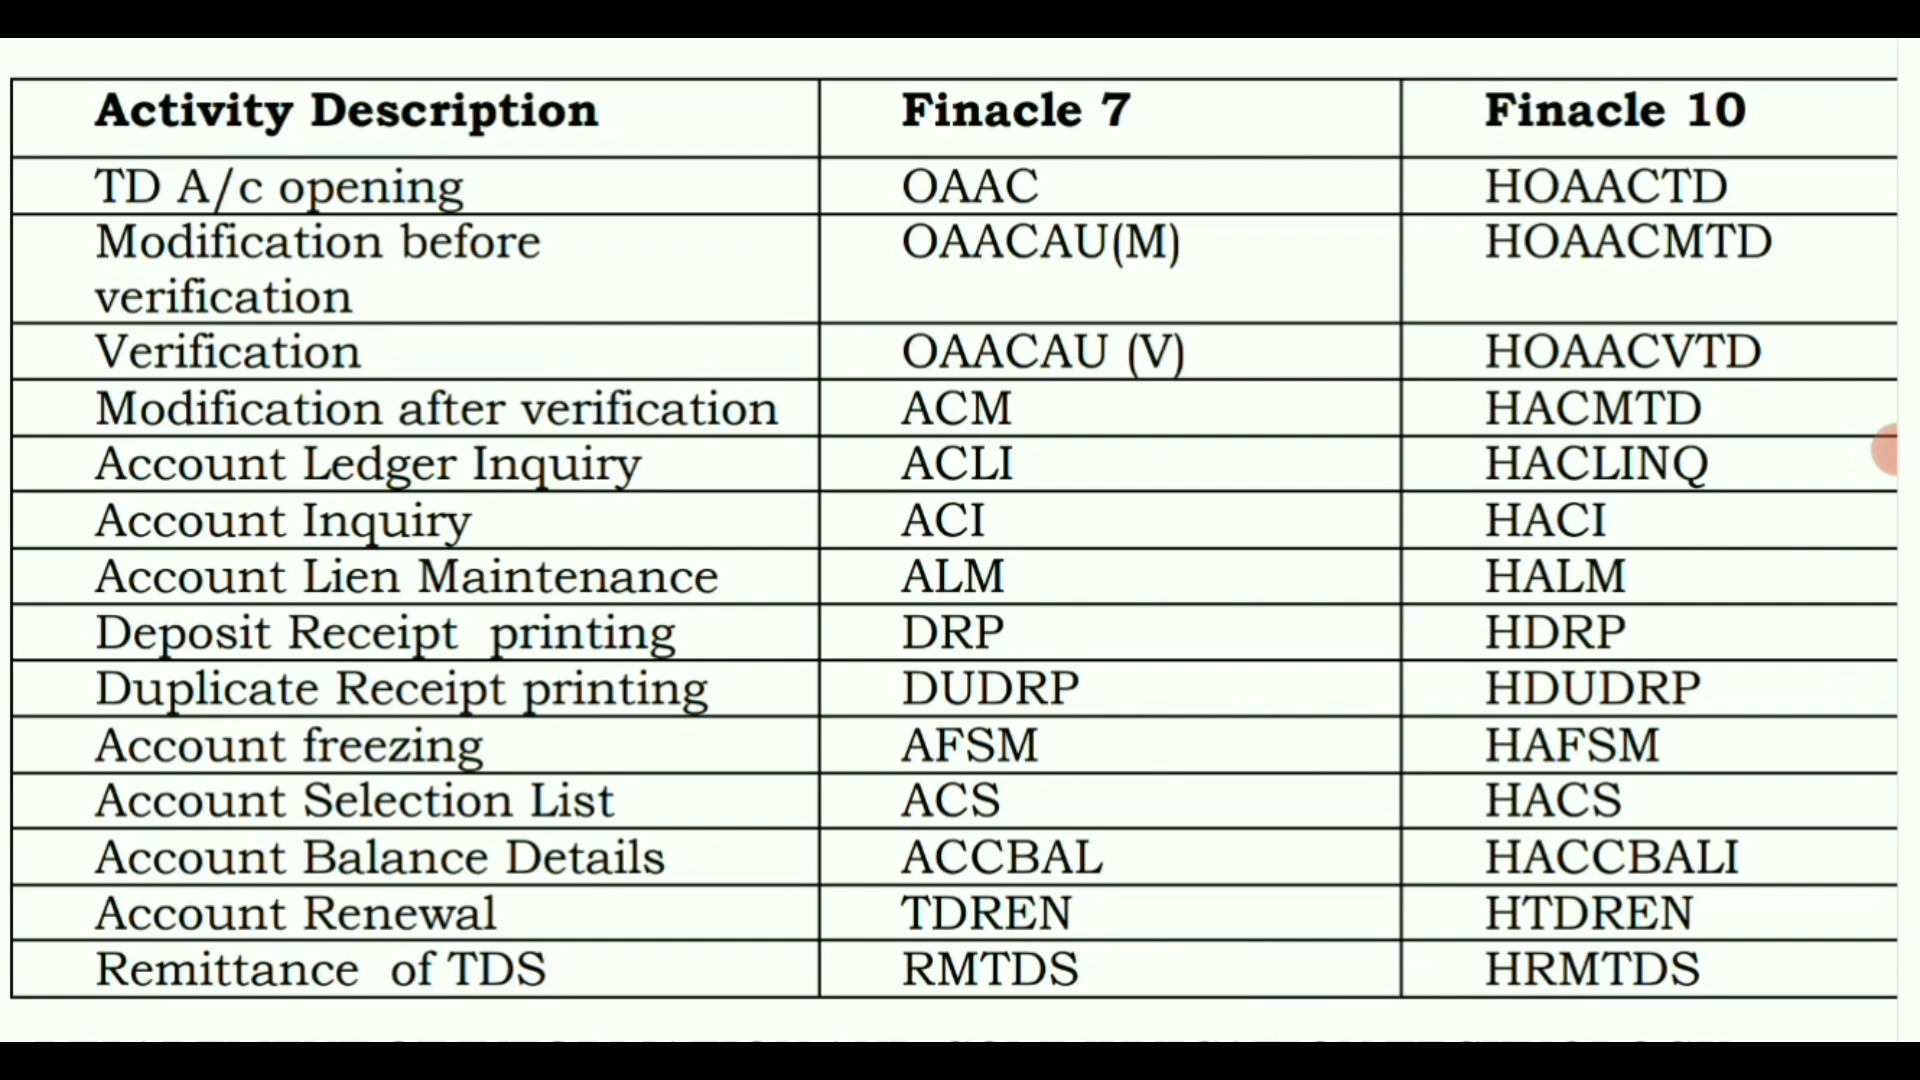 Activity Description Finacle 7 Finacle 10
TD A/c opening OAAC HOAACTD
Modification before OAACAU(M) HOAACMTD
verification
Verification OAACAU (V) HOAACVTD
Modification after verification ACM HACMTD
Account Ledger Inquiry ACLI HACLINQ
Account Inquiry ACI HACI
Account Lien Maintenance ALM HALM
Deposit Receipt printing DRP HDRP
Duplicate Receipt printing DUDRP HDUDRP
Account freezing AFSM HAFSM
Account Selection List ACS HACS
Account Balance Details ACCBAL HACCBALI
Account Renewal TDREN HTDREN
Remittance of TDS RMTDS HRMTDS